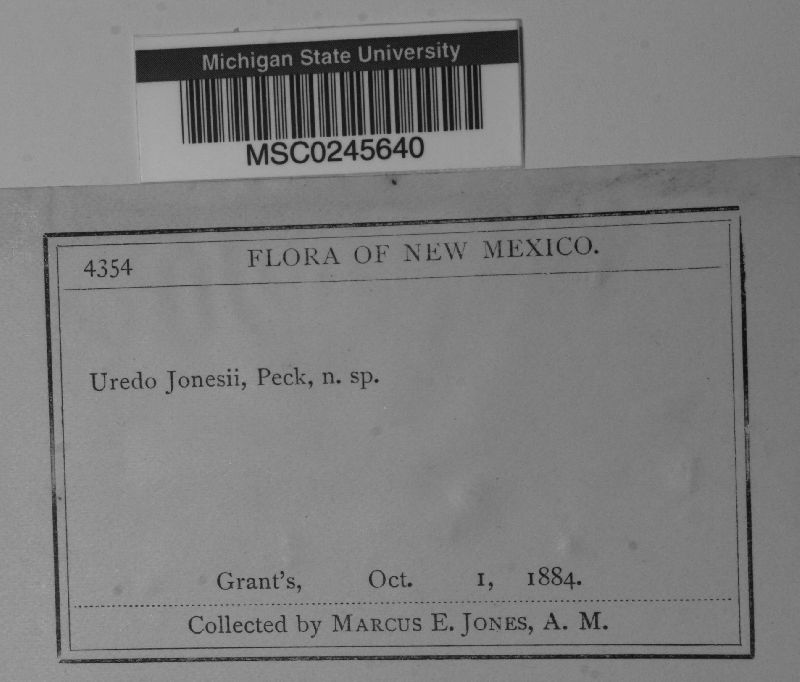 Michigan State University
MSC0245640
4354 FLORA OF NEW MEXICO.
Uredo Jonesii, Peck, n. sp.
Grant's, Oct. 1, 1884.
Collected by MARCUS E. JONES, A. M.